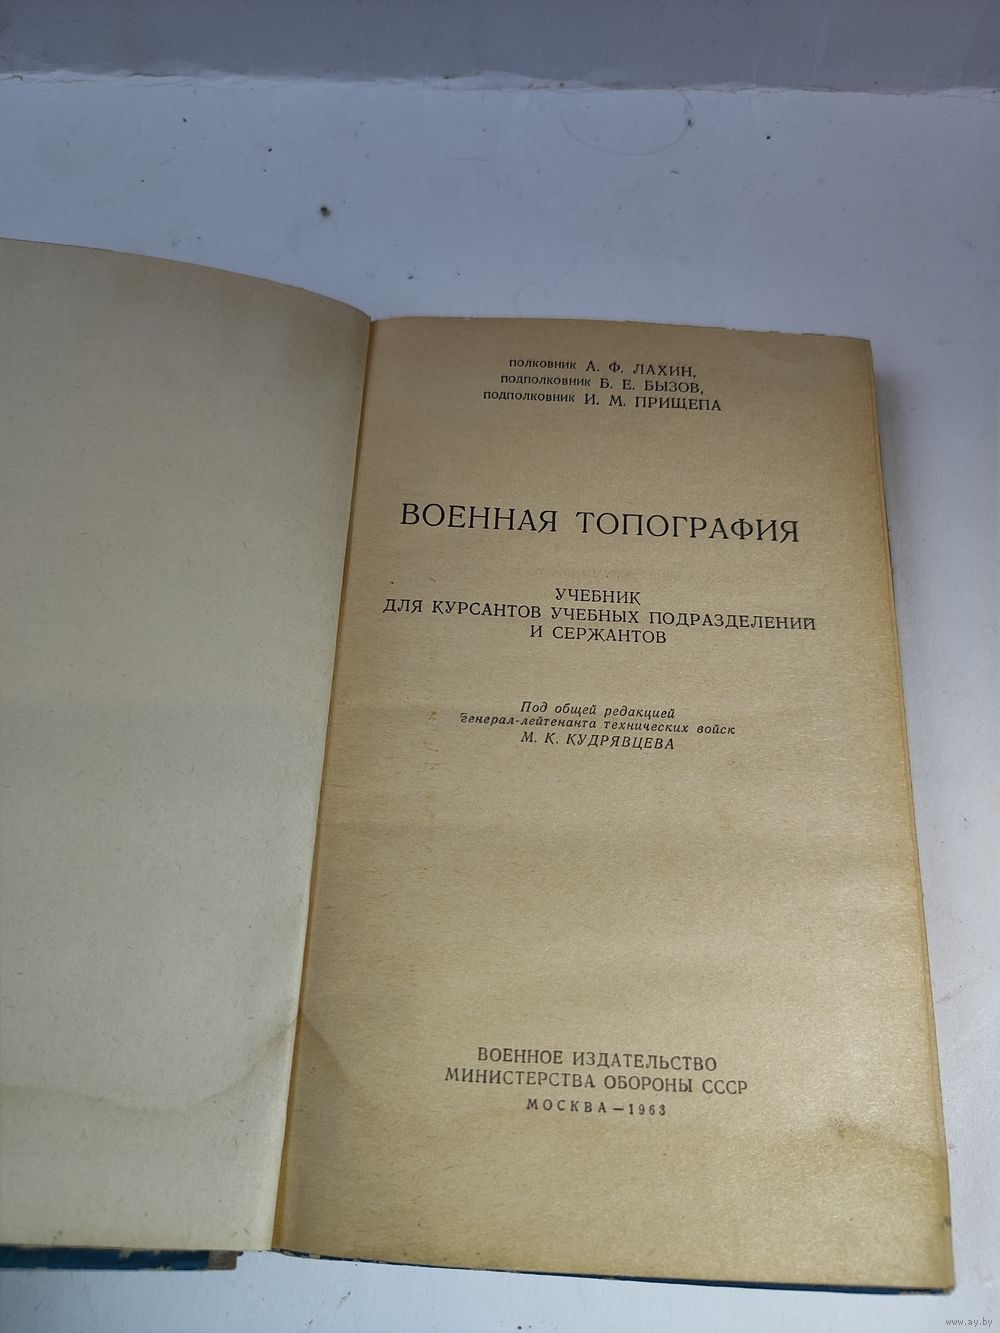 полковник А. Ф. ЛАХИН,
подполковник Б. Е. БЫЗОВ,
подполковник И. М. ПРИЩЕПА
ВОЕННАЯ ТОПОГРАФИЯ
УЧЕБНИК
ДЛЯ КУРСАНТОВ УЧЕБНЫХ ПОДРАЗДЕЛЕНИЙ
И СЕРЖАНТОВ
Под общей редакцией
генерал-лейтенанта технических войск
М. К. КУДРЯВЦЕВА
ВОЕННОЕ ИЗДАТЕЛЬСТВО
МИНИСТЕРСТВА ОБОРОНЫ СССР
МОСКВА—1963
www.ay.by